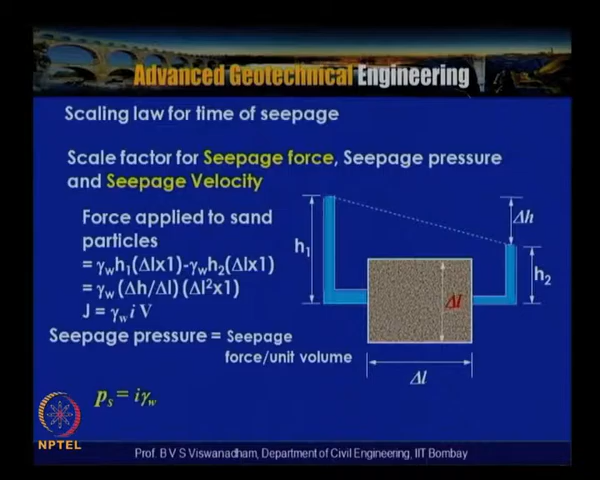 Advanced Geotechnical Engineering
Scaling law for time of seepage
Scale factor for Seepage force, Seepage pressure
and Seepage Velocity
Force applied to sand
particles
= γwh1(Δlx1)-γwh2(Δlx1)
= γw (Δh/Δl) (Δl²x1)
J = γw i V
Seepage pressure = Seepage
force/unit volume
ps = iγw
h1
Δh
h2
Δl
Δl
NPTEL
Prof. B V S Viswanadham, Department of Civil Engineering, IIT Bombay